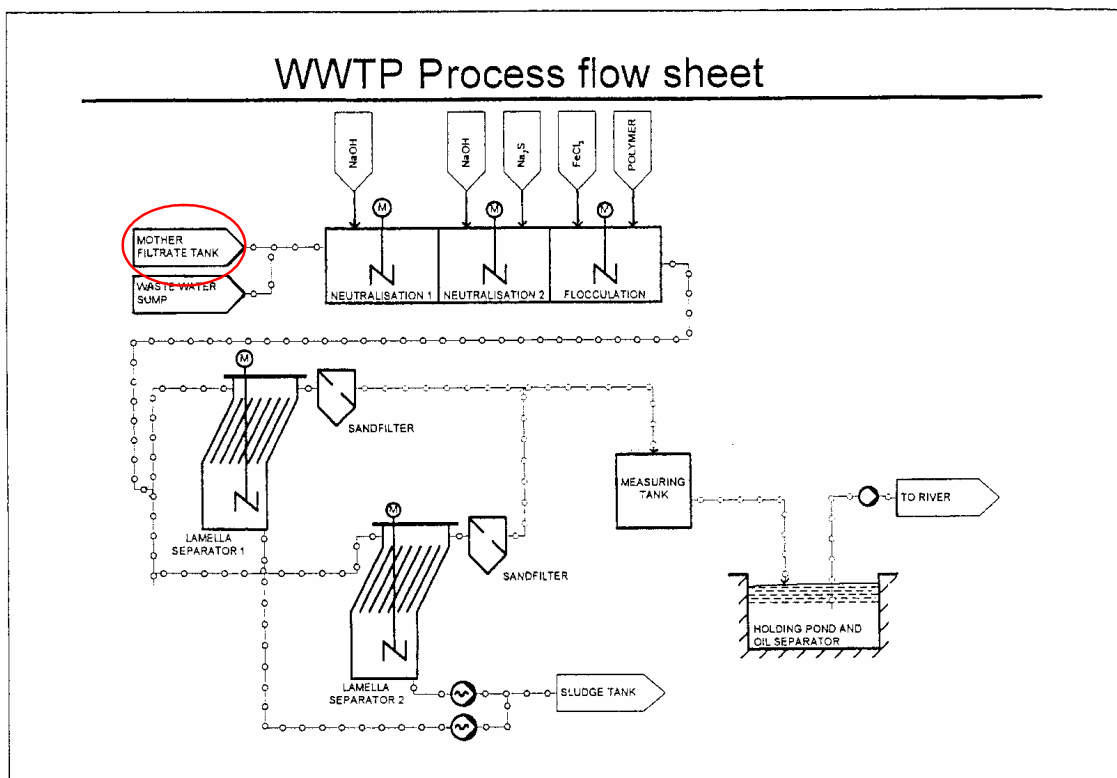 WWTP Process flow sheet
NaOH
NaOH
Na₂S
FeCl₃
POLYMER
M
M
M
MOTHER
FILTRATE TANK
WASTE WATER
SUMP
NEUTRALISATION 1
NEUTRALISATION 2
FLOCCULATION
M
SANDFILTER
MEASURING
TANK
TO RIVER
LAMELLA
SEPARATOR 1
M
SANDFILTER
HOLDING POND AND
OIL SEPARATOR
LAMELLA
SEPARATOR 2
SLUDGE TANK